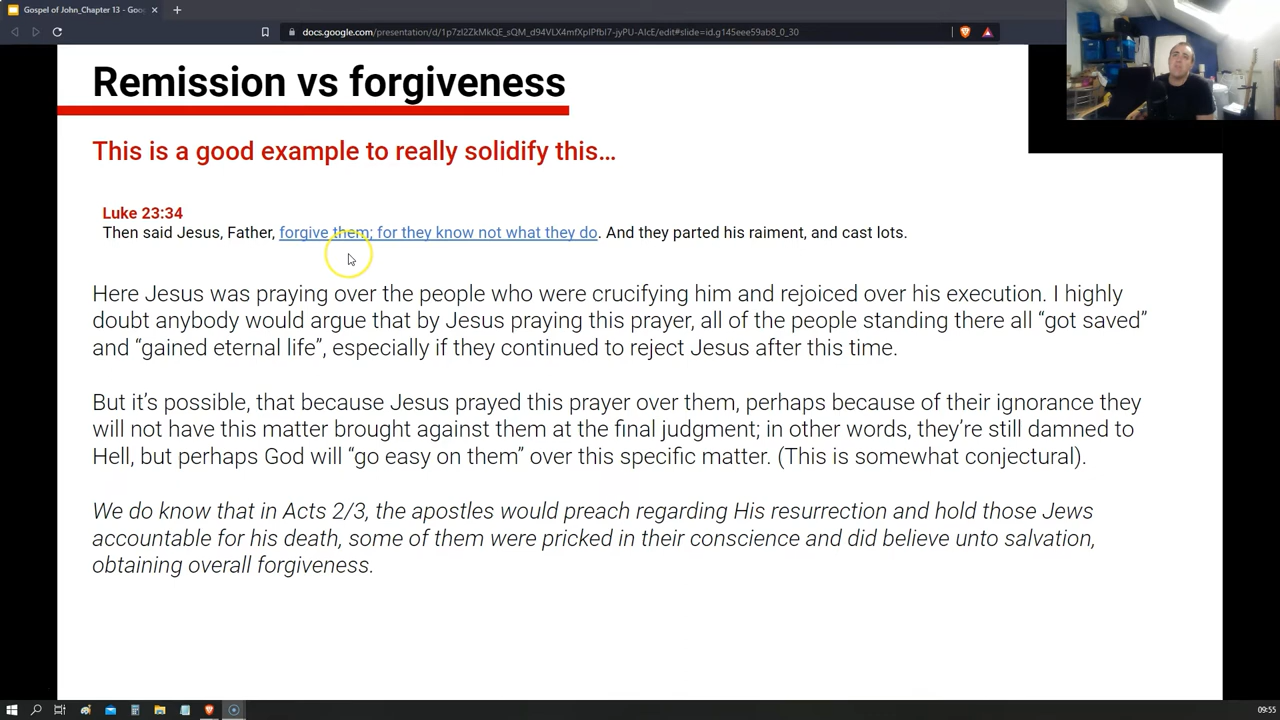 Gospel of John_Chapter 13 - Goo
docs.google.com/presentation/d/1p7zI2ZkMkQE_sQM_d94VLX4mfXpIPfbI7-jyPU-AIcE/edit#slide=id.g145eee59ab8_0_30
Remission vs forgiveness
This is a good example to really solidify this…
Luke 23:34
Then said Jesus, Father, forgive them; for they know not what they do. And they parted his raiment, and cast lots.
Here Jesus was praying over the people who were crucifying him and rejoiced over his execution. I highly
doubt anybody would argue that by Jesus praying this prayer, all of the people standing there all “got saved”
and “gained eternal life”, especially if they continued to reject Jesus after this time.
But it’s possible, that because Jesus prayed this prayer over them, perhaps because of their ignorance they
will not have this matter brought against them at the final judgment; in other words, they’re still damned to
Hell, but perhaps God will “go easy on them” over this specific matter. (This is somewhat conjectural).
We do know that in Acts 2/3, the apostles would preach regarding His resurrection and hold those Jews
accountable for his death, some of them were pricked in their conscience and did believe unto salvation,
obtaining overall forgiveness.
09:55